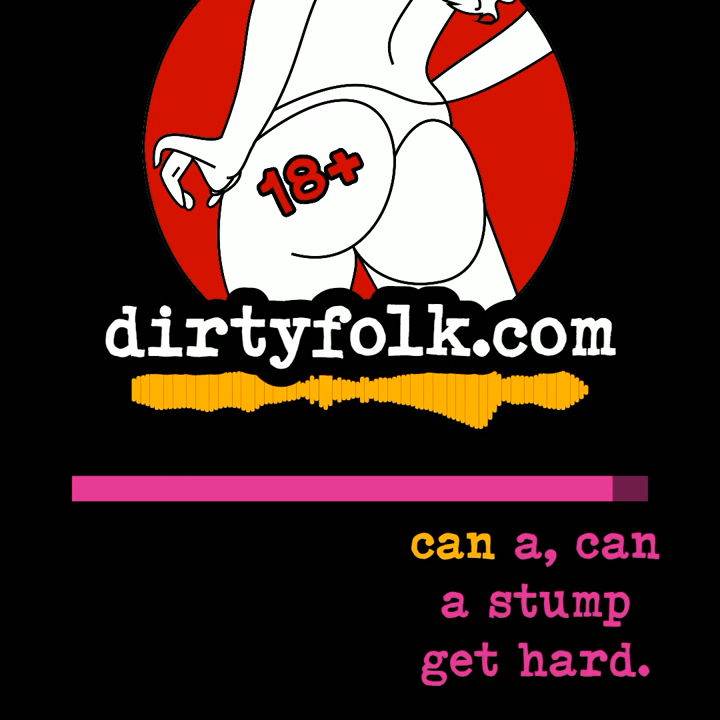 18+
dirtyfolk.com
can a, can
a stump
get hard.